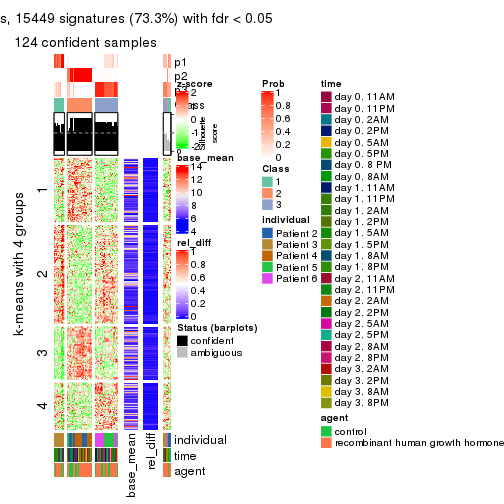 s, 15449 signatures (73.3%) with fdr < 0.05
124 confident samples
p1
p2
z-score
2
1
0
-1
-2
Silhouette
score
0
k-means with 4 groups
1
2
3
4
base_mean
14
12
10
8
6
4
rel_diff
1
0.8
0.6
0.4
0.2
0
Status (barplots)
confident
ambiguous
individual
time
agent
base_mean
rel_diff
Prob
1
0.8
0.6
0.4
0.2
0
Class
1
2
3
individual
Patient 2
Patient 3
Patient 4
Patient 5
Patient 6
time
day 0. 11AM
day 0. 11PM
day 0. 2AM
day 0. 2PM
day 0. 5AM
day 0. 5PM
day 0. 8 PM
day 0. 8AM
day 1. 11AM
day 1. 11PM
day 1. 2AM
day 1. 2PM
day 1. 5AM
day 1. 5PM
day 1. 8AM
day 1. 8PM
day 2. 11AM
day 2. 11PM
day 2. 2AM
day 2. 2PM
day 2. 5AM
day 2. 5PM
day 2. 8AM
day 2. 8PM
day 3. 2AM
day 3. 2PM
day 3. 8AM
day 3. 8PM
agent
control
recombinant human growth hormone